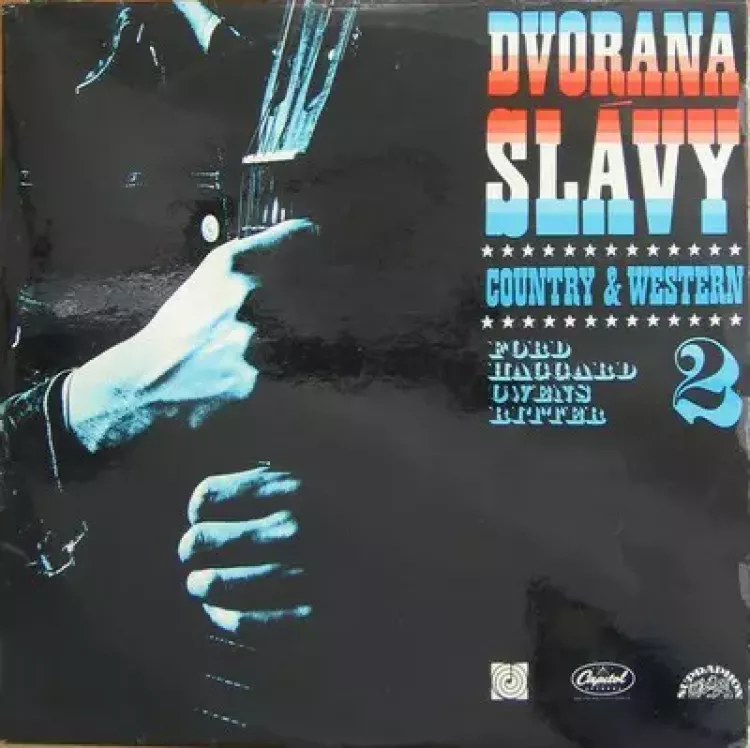 DVORANA
SLÁVY
COUNTRY & WESTERN
FORD
HAGGARD
OWENS
RITTER
2
Capitol
SUPRAPHON